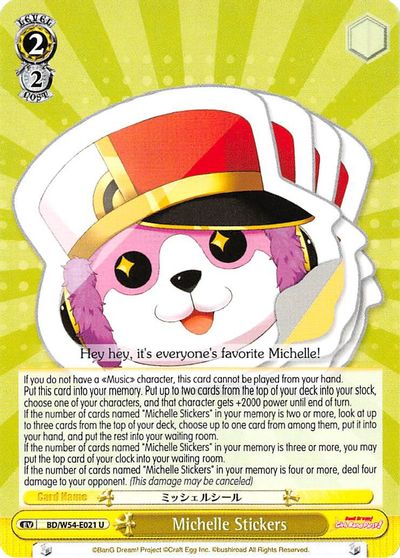 LEVEL
2
2
COST
Hey hey, it's everyone's favorite Michelle!
If you do not have a «Music» character, this card cannot be played from your hand.
Put this card into your memory. Put up to two cards from the top of your deck into your stock,
choose one of your characters, and that character gets +2000 power until end of turn.
If the number of cards named "Michelle Stickers" in your memory is two or more, look at up
to three cards from the top of your deck, choose up to one card from among them, put it into
your hand, and put the rest into your waiting room.
If the number of cards named "Michelle Stickers" in your memory is three or more, you may
put the top card of your clock into your waiting room.
If the number of cards named "Michelle Stickers" in your memory is four or more, deal four
damage to your opponent. (This damage may be canceled)
Card Name
ミッシェルシール
EV
BD/W54-E021 U
Michelle Stickers
©BanG Dream! Project ©Craft Egg Inc. ©bushiroad All Rights Reserved.